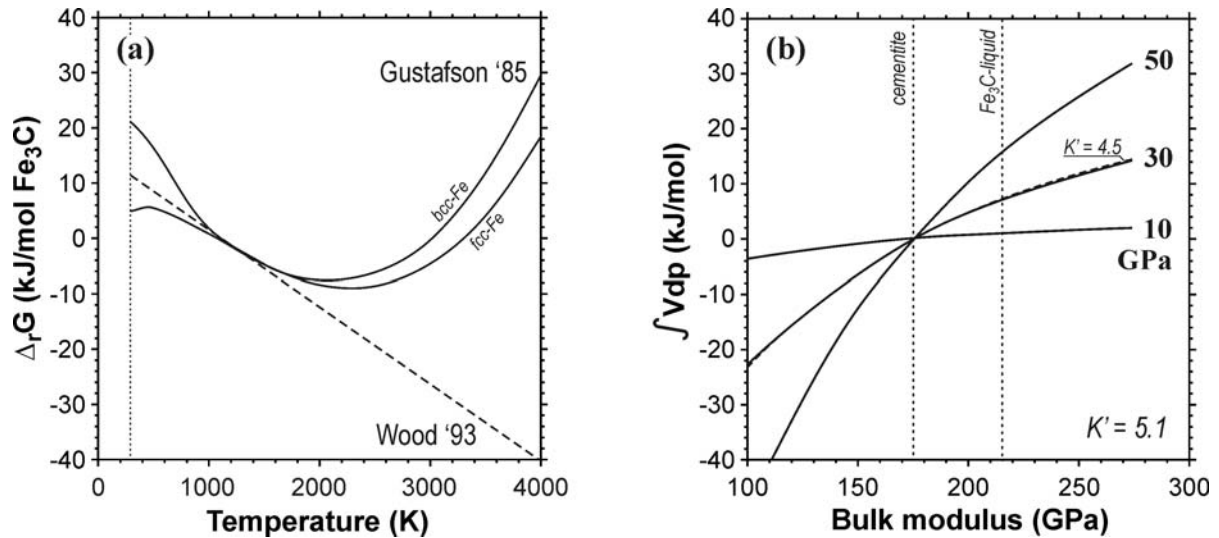 (a)
Gustafson ‘85
bcc-Fe
fcc-Fe
Wood ‘93
40
30
20
10
0
-10
-20
-30
-40
ΔrG (kJ/mol Fe₃C)
0
1000
2000
3000
4000
Temperature (K)
(b)
cementite
Fe₃C-liquid
50
K' = 4.5
30
10
GPa
K' = 5.1
40
30
20
10
0
-10
-20
-30
-40
∫Vdp (kJ/mol)
100
150
200
250
300
Bulk modulus (GPa)